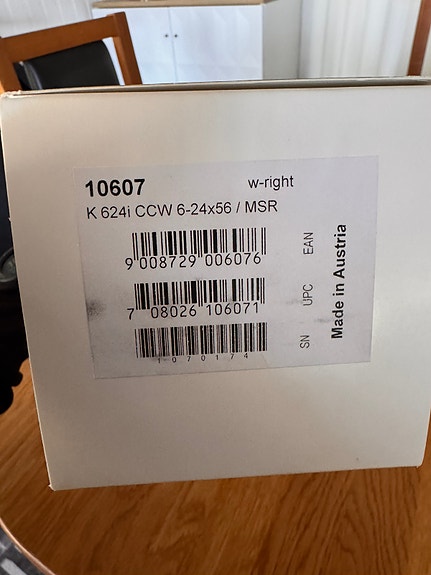 10607 w-right
K 624i CCW 6-24x56 / MSR
9 008729 006076 EAN
7 08026 106071 UPC
1070174 SN
Made in Austria